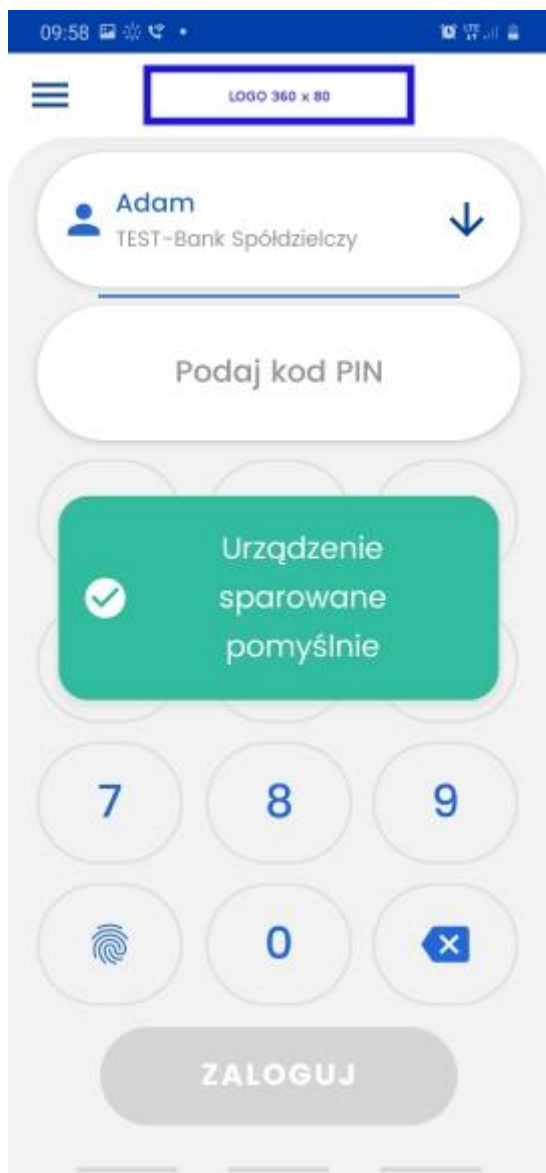 09:58
LOGO 360 x 80
Adam
TEST-Bank Spółdzielczy
Podaj kod PIN
Urządzenie
sparowane
pomyślnie
7 8 9
0
ZALOGUJ